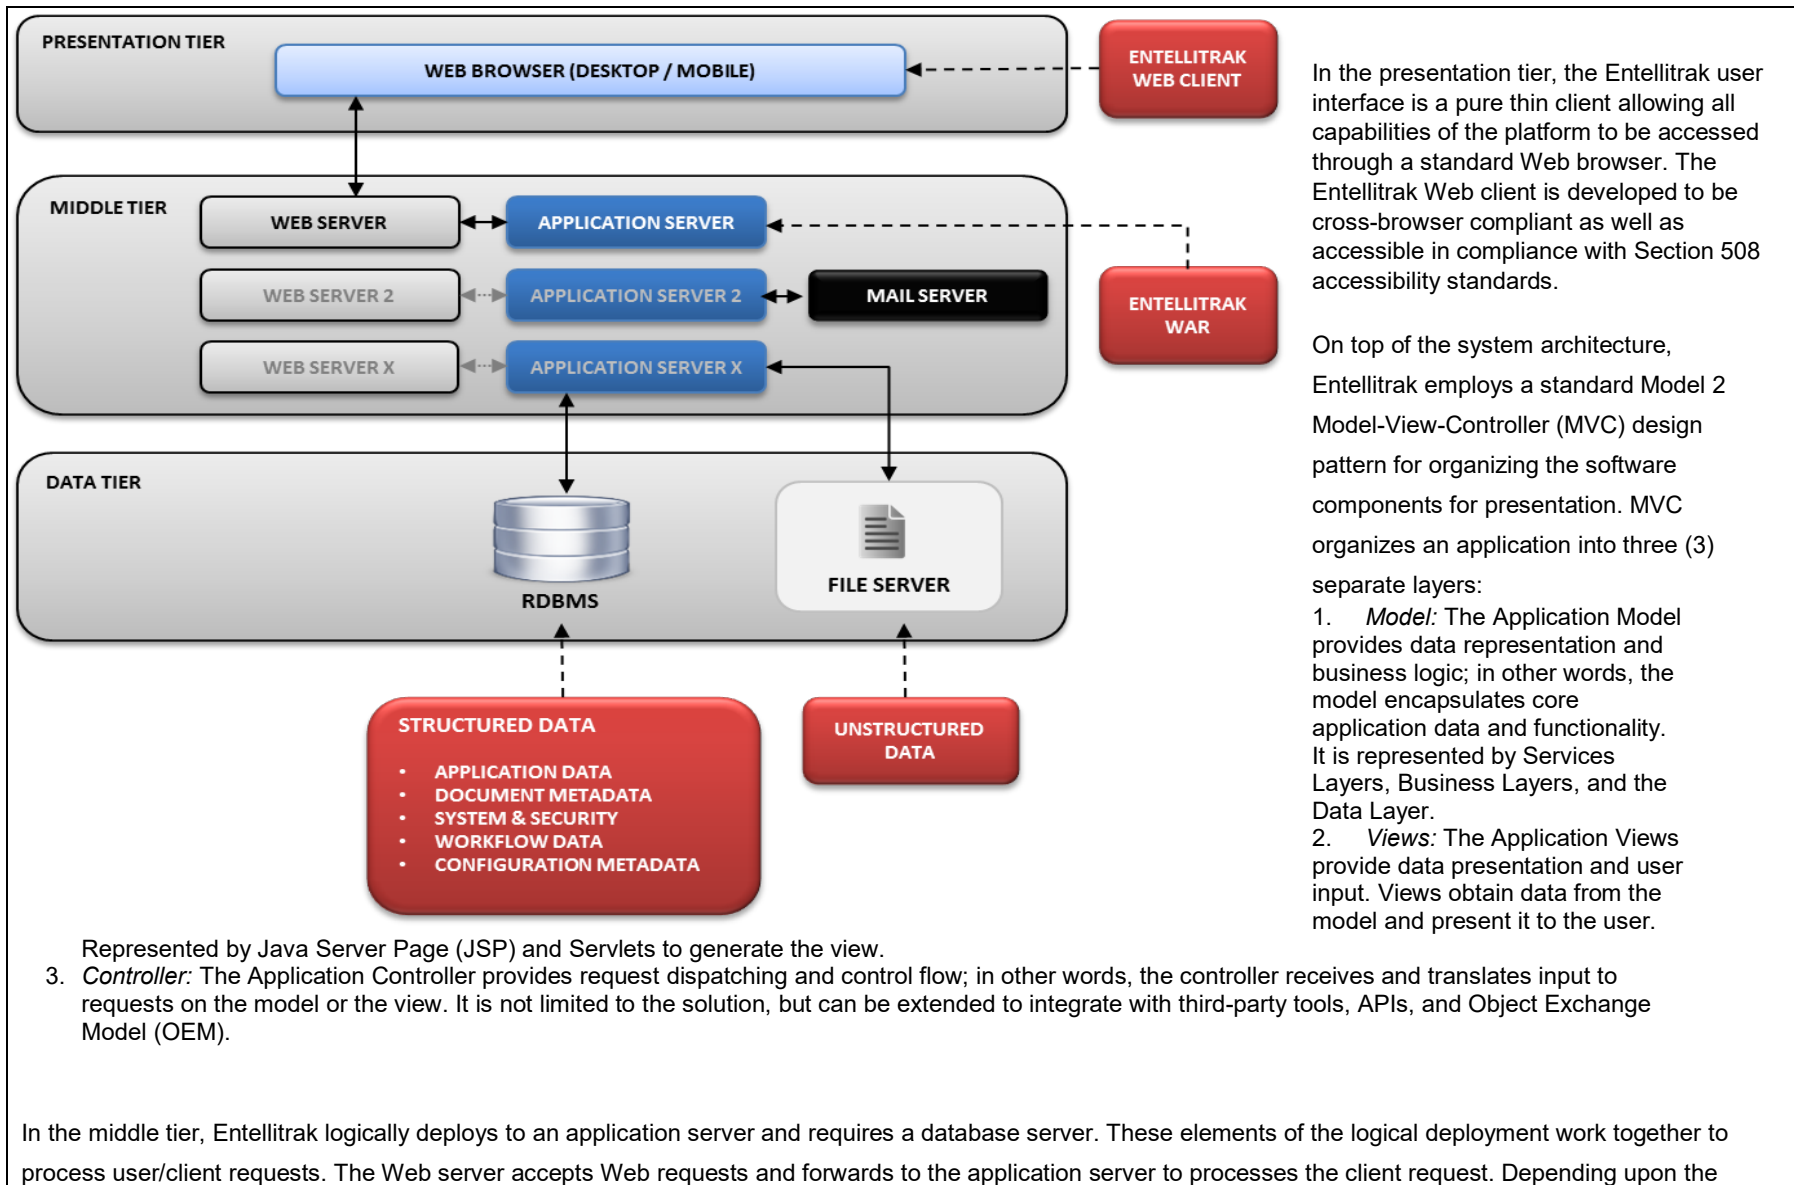 PRESENTATION TIER
WEB BROWSER (DESKTOP / MOBILE)
ENTELLITRAK
WEB CLIENT
MIDDLE TIER
WEB SERVER
APPLICATION SERVER
WEB SERVER 2
APPLICATION SERVER 2
MAIL SERVER
WEB SERVER X
APPLICATION SERVER X
ENTELLITRAK
WAR
DATA TIER
RDBMS
FILE SERVER
STRUCTURED DATA
• APPLICATION DATA
• DOCUMENT METADATA
• SYSTEM & SECURITY
• WORKFLOW DATA
• CONFIGURATION METADATA
UNSTRUCTURED
DATA
In the presentation tier, the Entellitrak user
interface is a pure thin client allowing all
capabilities of the platform to be accessed
through a standard Web browser. The
Entellitrak Web client is developed to be
cross-browser compliant as well as
accessible in compliance with Section 508
accessibility standards.
On top of the system architecture,
Entellitrak employs a standard Model 2
Model-View-Controller (MVC) design
pattern for organizing the software
components for presentation. MVC
organizes an application into three (3)
separate layers:
1. Model: The Application Model
provides data representation and
business logic; in other words, the
model encapsulates core
application data and functionality.
It is represented by Services
Layers, Business Layers, and the
Data Layer.
2. Views: The Application Views
provide data presentation and user
input. Views obtain data from the
model and present it to the user.
Represented by Java Server Page (JSP) and Servlets to generate the view.
3. Controller: The Application Controller provides request dispatching and control flow; in other words, the controller receives and translates input to
requests on the model or the view. It is not limited to the solution, but can be extended to integrate with third-party tools, APIs, and Object Exchange
Model (OEM).
In the middle tier, Entellitrak logically deploys to an application server and requires a database server. These elements of the logical deployment work together to
process user/client requests. The Web server accepts Web requests and forwards to the application server to processes the client request. Depending upon the